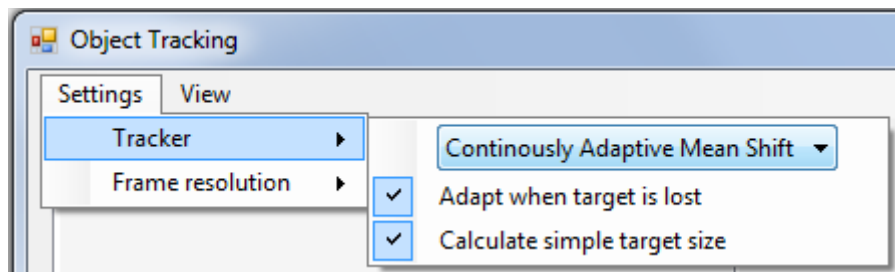 Object Tracking
Settings View
Tracker
Continously Adaptive Mean Shift
Frame resolution
Adapt when target is lost
Calculate simple target size